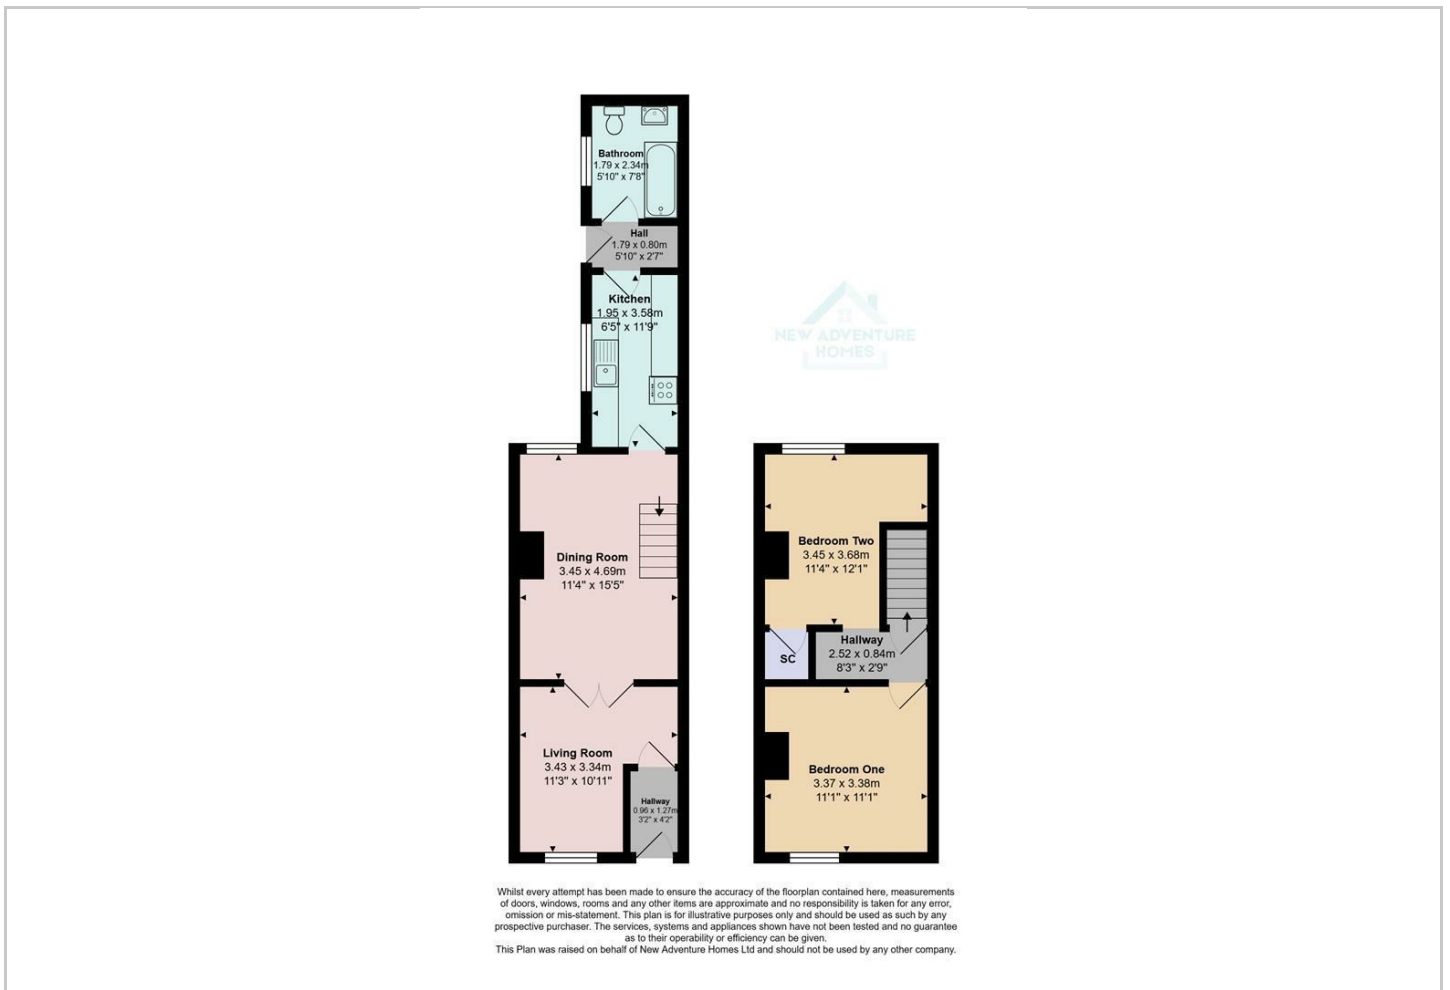 Bathroom
1.79 x 2.34m
5'10" x 7'8"
Hall
1.79 x 0.80m
5'10" x 2'7"
Kitchen
1.95 x 3.58m
6'5" x 11'9"
NEW ADVENTURE
HOMES
Dining Room
3.45 x 4.69m
11'4" x 15'5"
Bedroom Two
3.45 x 3.68m
11'4" x 12'1"
SC
Hallway
2.52 x 0.84m
8'3" x 2'9"
Living Room
3.43 x 3.34m
11'3" x 10'11"
Hallway
0.96 x 1.27m
3'2" x 4'2"
Bedroom One
3.37 x 3.38m
11'1" x 11'1"
Whilst every attempt has been made to ensure the accuracy of the floorplan contained here, measurements
of doors, windows, rooms and any other items are approximate and no responsibility is taken for any error,
omission or mis-statement. This plan is for illustrative purposes only and should be used as such by any
prospective purchaser. The services, systems and appliances shown have not been tested and no guarantee
as to their operability or efficiency can be given.
This Plan was raised on behalf of New Adventure Homes Ltd and should not be used by any other company.